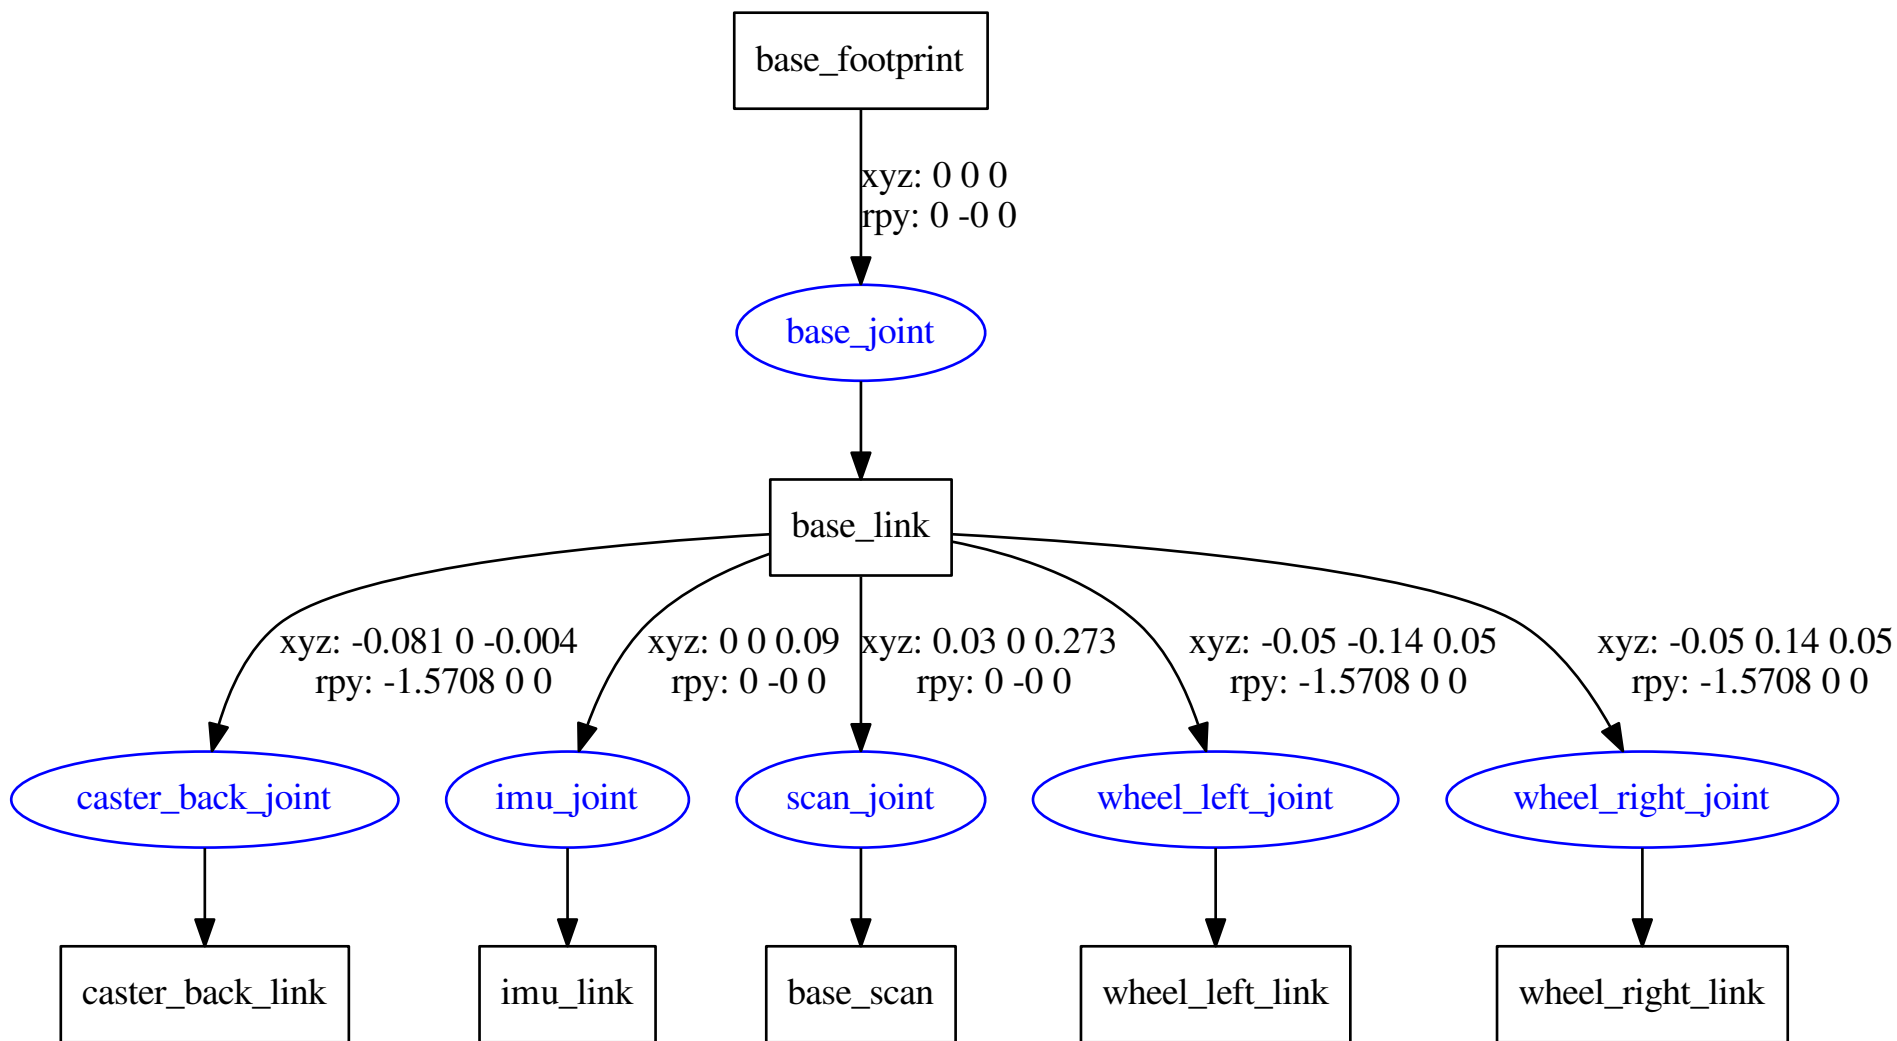 base_footprint
xyz: 0 0 0
rpy: 0 -0 0
base_joint
base_link
xyz: -0.081 0 -0.004
rpy: -1.5708 0 0
xyz: 0 0 0.09
rpy: 0 -0 0
xyz: 0.03 0 0.273
rpy: 0 -0 0
xyz: -0.05 -0.14 0.05
rpy: -1.5708 0 0
xyz: -0.05 0.14 0.05
rpy: -1.5708 0 0
caster_back_joint
imu_joint
scan_joint
wheel_left_joint
wheel_right_joint
caster_back_link
imu_link
base_scan
wheel_left_link
wheel_right_link